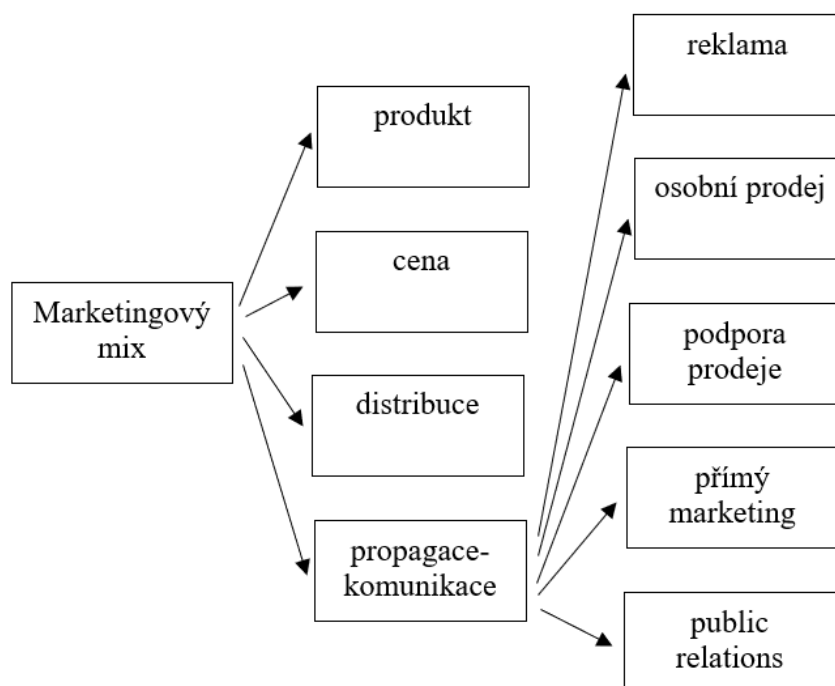 Marketingový
mix
produkt
cena
distribuce
propagace-
komunikace
reklama
osobní prodej
podpora
prodeje
přímý
marketing
public
relations